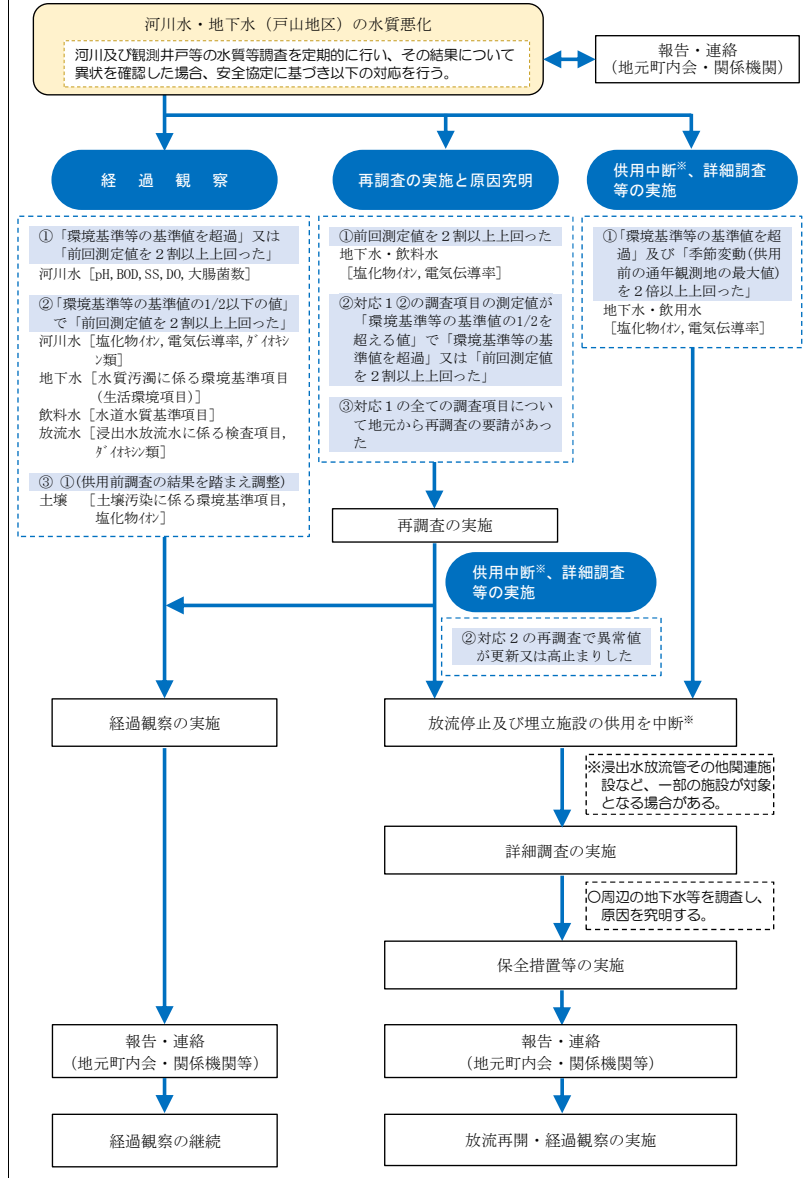 河川水・地下水（戸山地区）の水質悪化
河川及び観測井戸等の水質等調査を定期的に行い、その結果について
異状を確認した場合、安全協定に基づき以下の対応を行う。
報告・連絡
（地元町内会・関係機関）
経　過　観　察
①「環境基準等の基準値を超過」又は
「前回測定値を２割以上上回った」
河川水［pH,BOD,SS,DO,大腸菌数］
②「環境基準等の基準値の1/2以下の値」
で「前回測定値を２割以上上回った」
河川水［塩化物ｲｵﾝ,電気伝導率,ﾀﾞｲｵｷｼ
ﾝ類］
地下水［水質汚濁に係る環境基準項目
（生活環境項目）］
飲料水［水道水質基準項目］
放流水［浸出水放流水に係る検査項目,
ﾀﾞｲｵｷｼﾝ類］
③ ①(供用前調査の結果を踏まえ調整)
土壌　［土壌汚染に係る環境基準項目,
塩化物ｲｵﾝ］
再調査の実施と原因究明
①前回測定値を２割以上上回った
地下水・飲料水
［塩化物ｲｵﾝ,電気伝導率］
②対応１②の調査項目の測定値が
「環境基準等の基準値の1/2を
超える値」で「環境基準等の基
準値を超過」又は「前回測定値
を２割以上上回った」
③対応１の全ての調査項目につい
て地元から再調査の要請があっ
た
供用中断※、詳細調査
等の実施
①「環境基準等の基準値を超
過」及び「季節変動(供用
前の通年観測地の最大値)
を２倍以上上回った」
地下水・飲用水
［塩化物ｲｵﾝ,電気伝導率］
再調査の実施
供用中断※、詳細調査
等の実施
②対応２の再調査で異常値
が更新又は高止まりした
経過観察の実施
放流停止及び埋立施設の供用を中断※
※浸出水放流管その他関連施
設など、一部の施設が対象
となる場合がある。
詳細調査の実施
○周辺の地下水等を調査し、
原因を究明する。
保全措置等の実施
報告・連絡
（地元町内会・関係機関等）
報告・連絡
（地元町内会・関係機関等）
経過観察の継続
放流再開・経過観察の実施